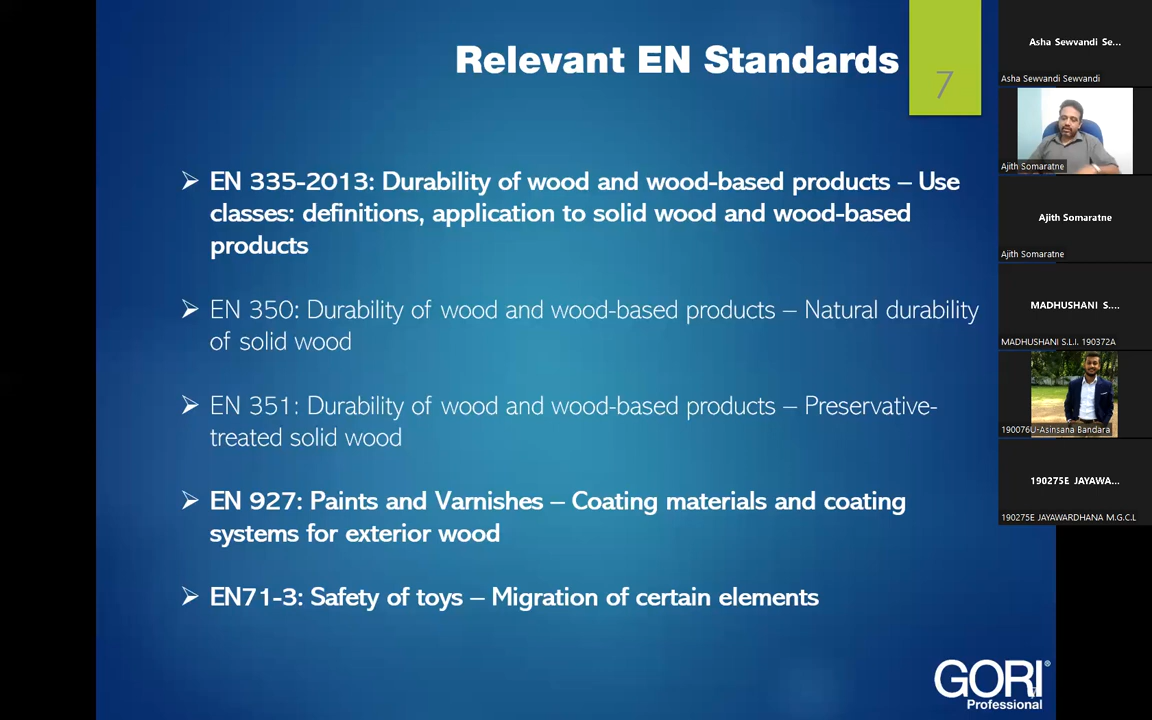 Relevant EN Standards
7
➢ EN 335-2013: Durability of wood and wood-based products – Use
classes: definitions, application to solid wood and wood-based
products
➢ EN 350: Durability of wood and wood-based products – Natural durability
of solid wood
➢ EN 351: Durability of wood and wood-based products – Preservative-
treated solid wood
➢ EN 927: Paints and Varnishes – Coating materials and coating
systems for exterior wood
➢ EN71-3: Safety of toys – Migration of certain elements
GORI®
Professional
Asha Sewvandi Se...
Asha Sewvandi Sewvandi
Ajith Somaratne
Ajith Somaratne
Ajith Somaratne
MADHUSHANI S....
MADHUSHANI S.L.I. 190372A
190076U-Asinsana Bandara
190275E JAYAWA...
190275E JAYAWARDHANA M.G.C.L